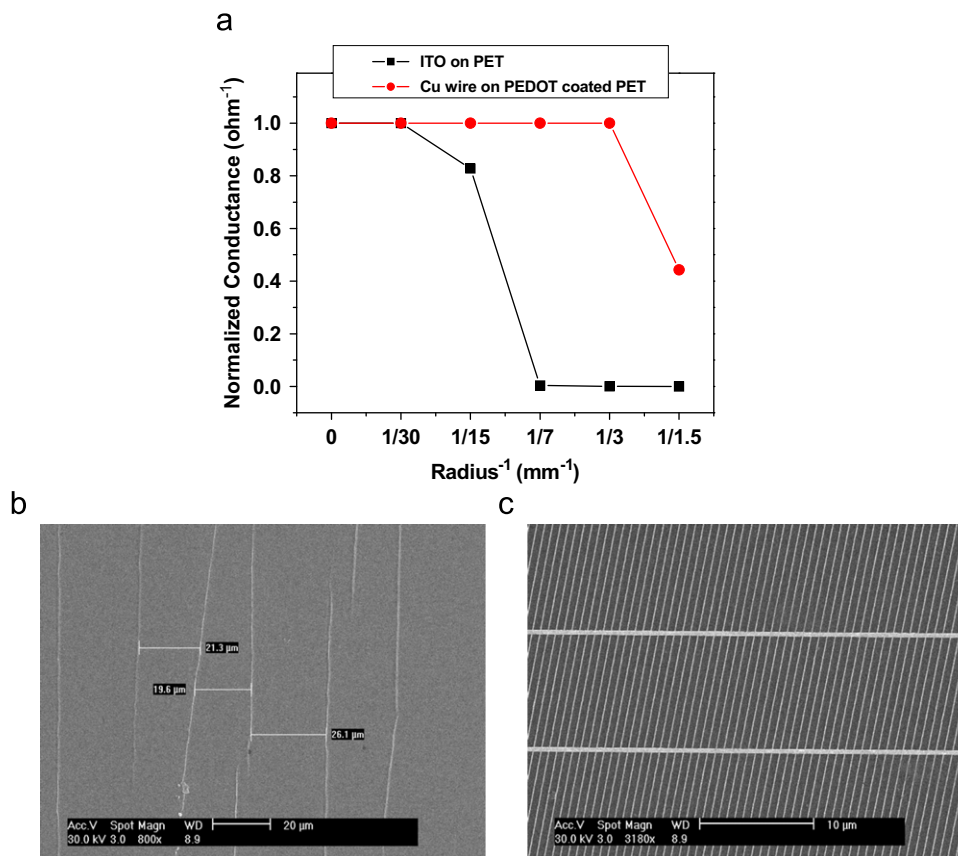 a
ITO on PET
Cu wire on PEDOT coated PET
Normalized Conductance (ohm⁻¹)
1.0
0.8
0.6
0.4
0.2
0.0
0 1/30 1/15 1/7 1/3 1/1.5
Radius⁻¹ (mm⁻¹)
b
21.3 µm
19.6 µm
26.1 µm
Acc.V Spot Magn WD 20 µm
30.0 kV 3.0 800x 8.9
c
Acc.V Spot Magn WD 10 µm
30.0 kV 3.0 3180x 8.9